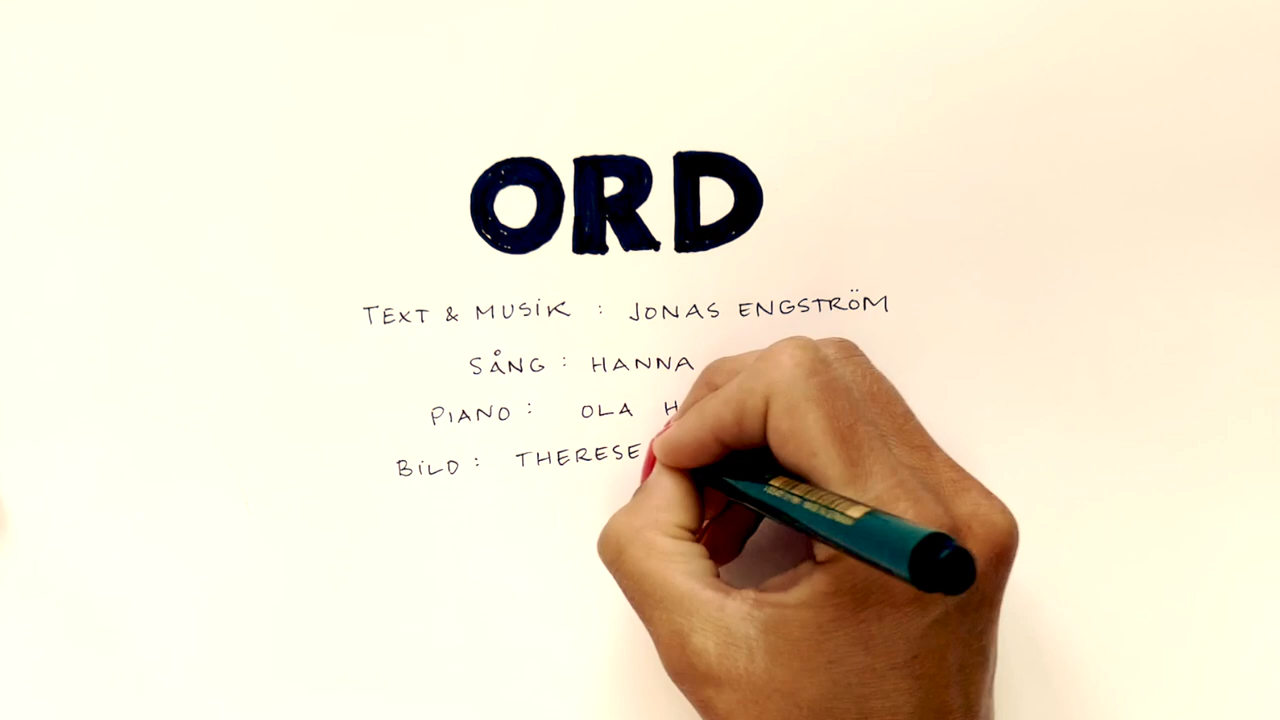 ORD
TEXT & MUSIK : JONAS ENGSTRÖM
SÅNG : HANNA
PIANO : OLA
BILD : THERESE